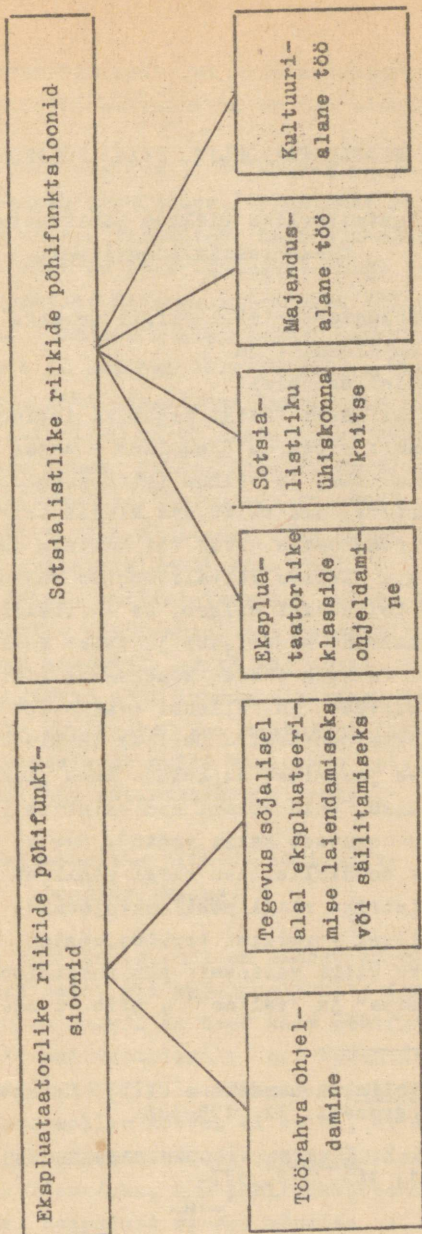 Ekspluataatorlike riikide põhifunkt-
sioonid
Töörahva ohjel-
damine
Tegevus sõjalisel
alal ekspluateeri-
mise laiendamiseks
või säilitamiseks
Sotsialistlike riikide põhifunktsioonid
Eksplua-
taatorlike
klasside
ohjeldami-
ne
Sotsia-
listliku
ühiskonna
kaitse
Majandus-
alane töö
Kultuuri-
alane töö